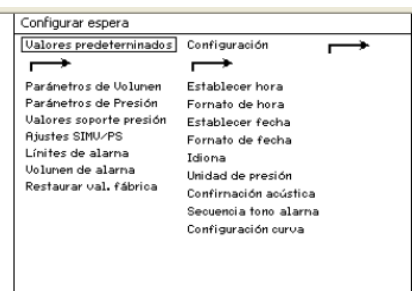 Configurar espera
Valores predeterminados
Parámetros de Volumen
Parámetros de Presión
Valores soporte presión
Ajustes SIMV/PS
Límites de alarma
Volumen de alarma
Restaurar val. fábrica
Configuración
Establecer hora
Formato de hora
Establecer fecha
Formato de fecha
Idioma
Unidad de presión
Confirmación acústica
Secuencia tono alarma
Configuración curva